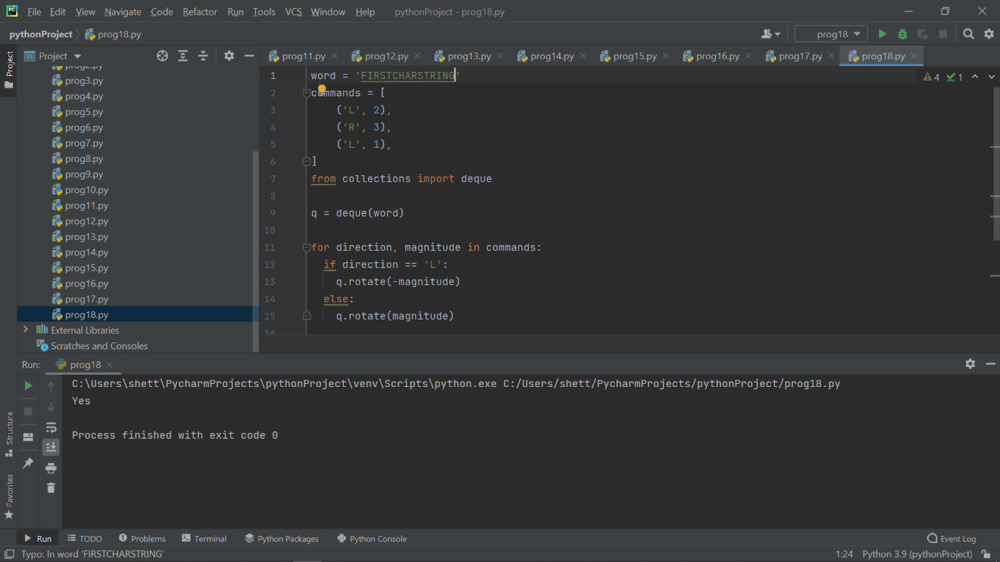 PC File Edit View Navigate Code Refactor Run Tools VCS Window Help pythonProject - prog18.py
pythonProject prog18.py prog18
Project Project prog11.py prog12.py prog13.py prog14.py prog15.py prog16.py prog17.py prog18.py
prog2.py
prog3.py
prog4.py
prog5.py
prog6.py
prog7.py
prog8.py
prog9.py
prog10.py
prog11.py
prog12.py
prog13.py
prog14.py
prog15.py
prog16.py
prog17.py
prog18.py
External Libraries
Scratches and Consoles
1 word = 'FIRSTCHARSTRING' 4 1
2 commands = [
3 ('L', 2),
4 ('R', 3),
5 ('L', 1),
6 ]
7 from collections import deque
8
9 q = deque(word)
10
11 for direction, magnitude in commands:
12 if direction == 'L':
13 q.rotate(-magnitude)
14 else:
15 q.rotate(magnitude)
16
Run: prog18
C:\Users\shett\PycharmProjects\pythonProject\venv\Scripts\python.exe C:/Users/shett/PycharmProjects/pythonProject/prog18.py
Yes
Process finished with exit code 0
Structure
Favorites
Run TODO Problems Terminal Python Packages Python Console Event Log
Typo: In word 'FIRSTCHARSTRING' 1:24 Python 3.9 (pythonProject)